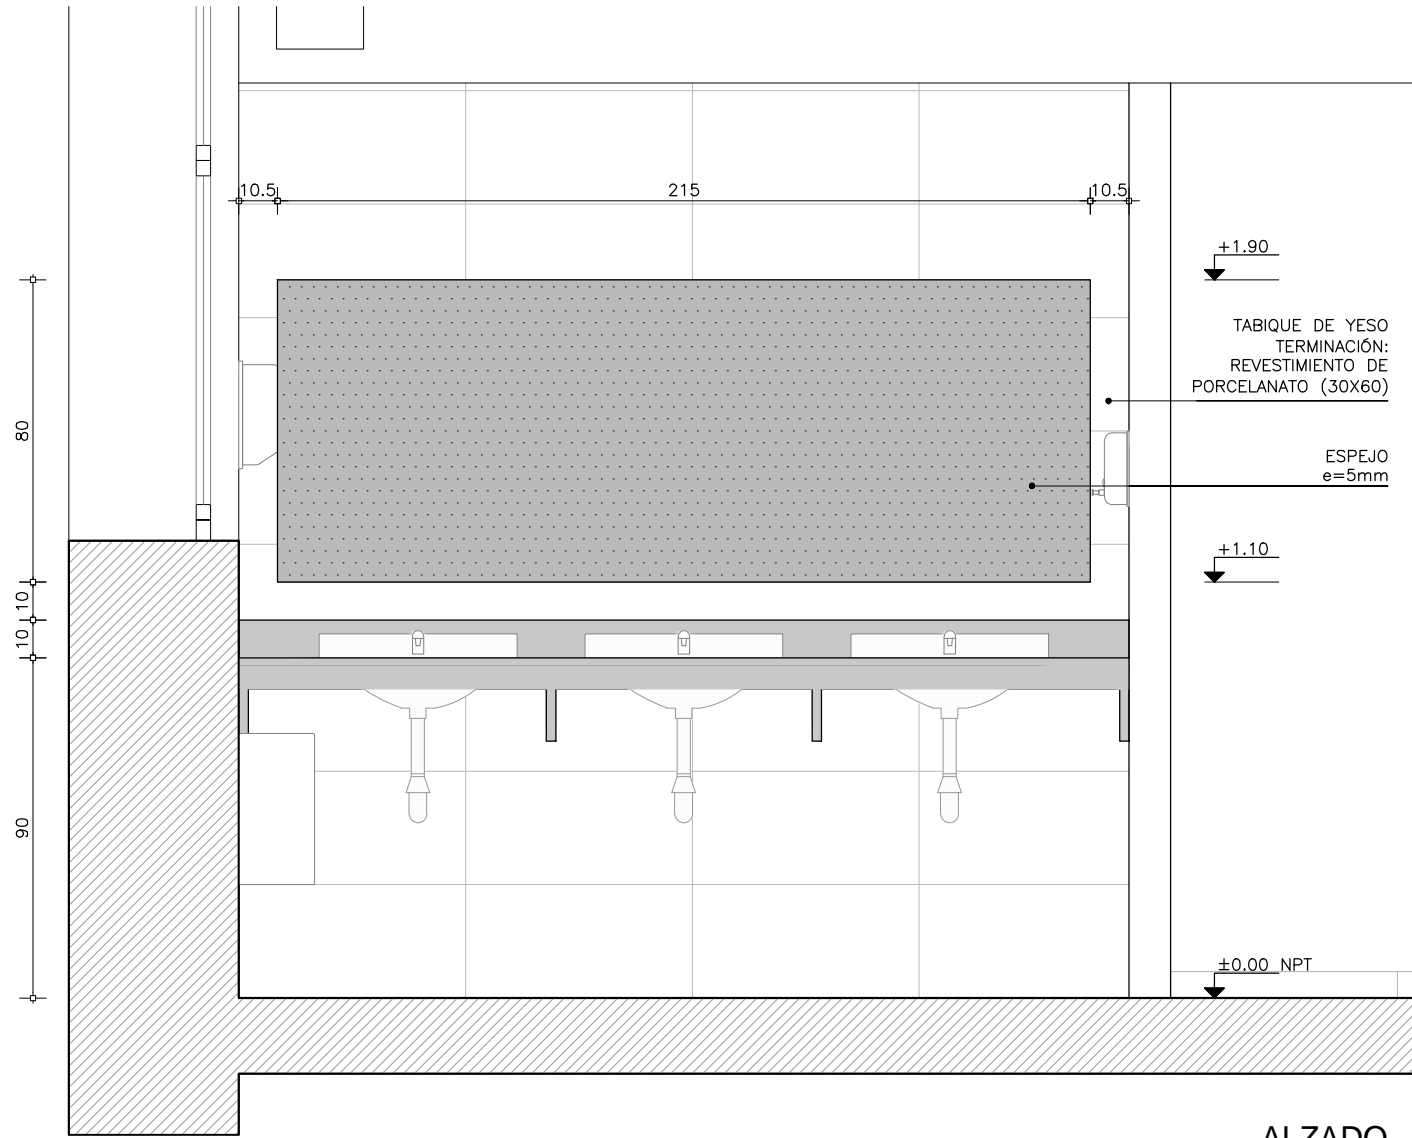 10.5
215
10.5
+1.90
TABIQUE DE YESO
TERMINACIÓN:
REVESTIMIENTO DE
PORCELANATO (30X60)
80
ESPEJO
e=5mm
+1.10
10
10
90
±0.00 NPT
ALZADO